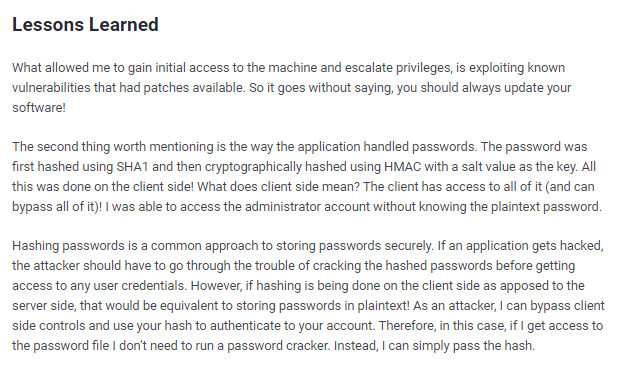 Lessons Learned
What allowed me to gain initial access to the machine and escalate privileges, is exploiting known
vulnerabilities that had patches available. So it goes without saying, you should always update your
software!
The second thing worth mentioning is the way the application handled passwords. The password was
first hashed using SHA1 and then cryptographically hashed using HMAC with a salt value as the key. All
this was done on the client side! What does client side mean? The client has access to all of it (and can
bypass all of it)! I was able to access the administrator account without knowing the plaintext password.
Hashing passwords is a common approach to storing passwords securely. If an application gets hacked,
the attacker should have to go through the trouble of cracking the hashed passwords before getting
access to any user credentials. However, if hashing is being done on the client side as apposed to the
server side, that would be equivalent to storing passwords in plaintext! As an attacker, I can bypass client
side controls and use your hash to authenticate to your account. Therefore, in this case, if I get access to
the password file I don't need to run a password cracker. Instead, I can simply pass the hash.